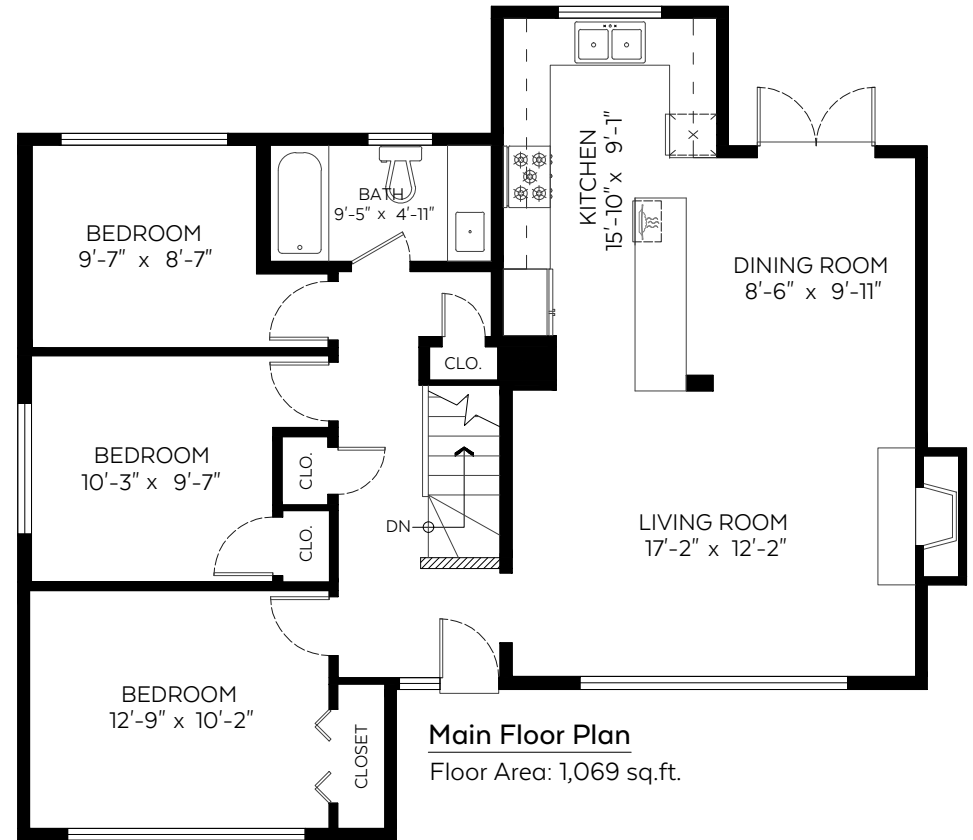 KITCHEN
15'-10" x 9'-1"
BATH
9'-5" x 4'-11"
BEDROOM
9'-7" x 8'-7"
DINING ROOM
8'-6" x 9'-11"
CLO.
BEDROOM
10'-3" x 9'-7"
CLO.
CLO.
DN
LIVING ROOM
17'-2" x 12'-2"
BEDROOM
12'-9" x 10'-2"
CLOSET
Main Floor Plan
Floor Area: 1,069 sq.ft.